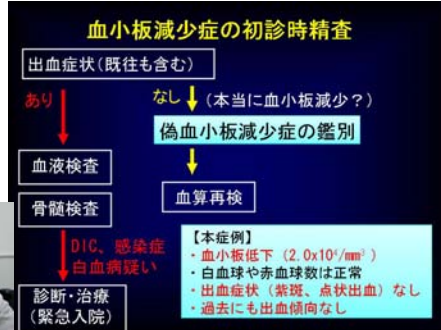 血小板減少症の初診時精査
出血症状(既往も含む)
あり
なし
(本当に血小板減少?)
偽血小板減少症の鑑別
血液検査
血算再検
骨髄検査
DIC、感染症
白血病疑い
診断・治療
(緊急入院)
【本症例】
・血小板低下(2.0x10⁴/mm³)
・白血球や赤血球数は正常
・出血症状(紫斑、点状出血)なし
・過去にも出血傾向なし